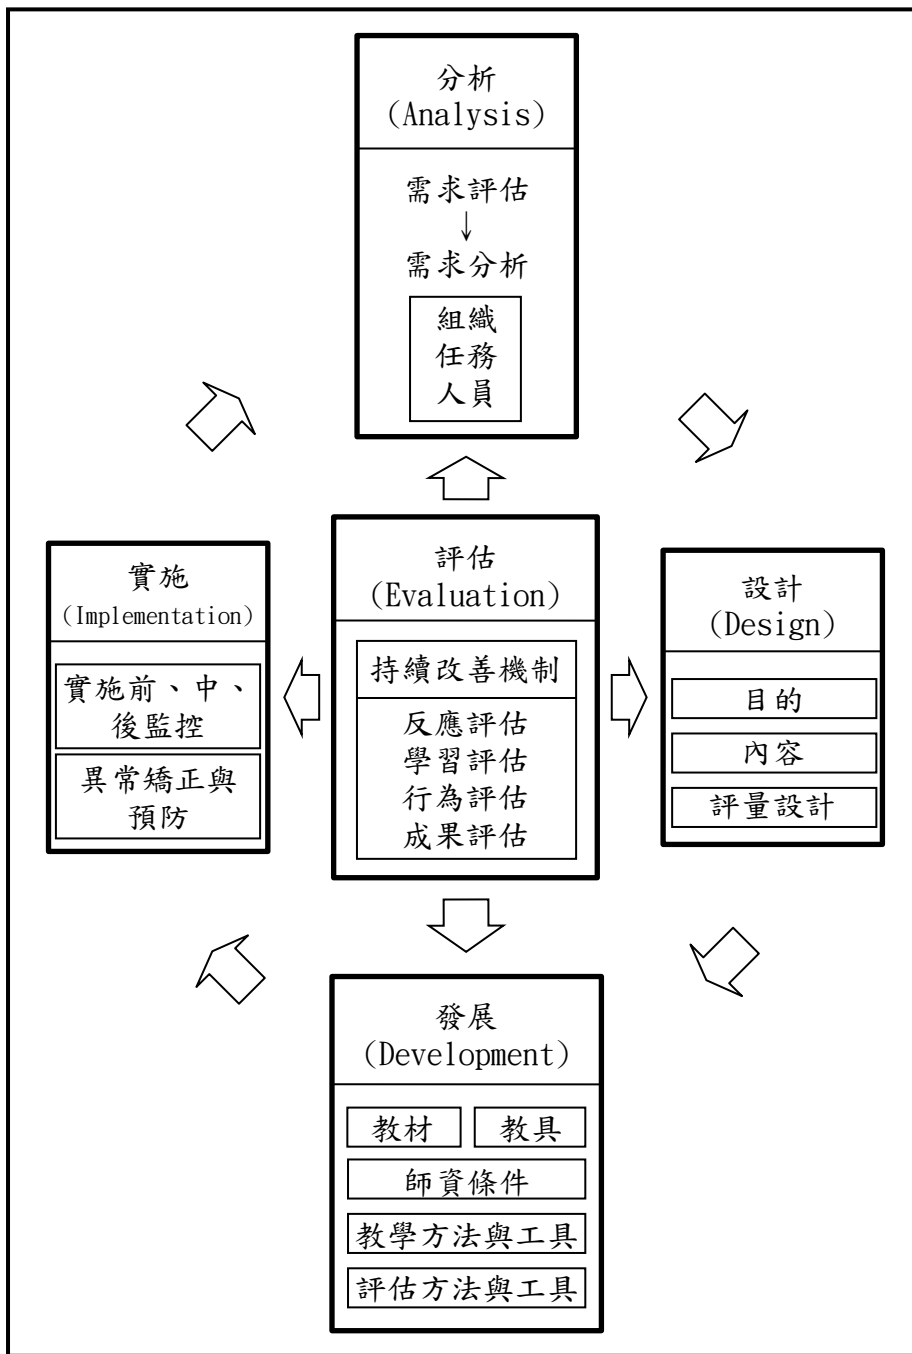 分析
(Analysis)
需求評估
↓
需求分析
組織
任務
人員
實施
(Implementation)
實施前、中、
後監控
異常矯正與
預防
評估
(Evaluation)
持續改善機制
反應評估
學習評估
行為評估
成果評估
設計
(Design)
目的
內容
評量設計
發展
(Development)
教材
教具
師資條件
教學方法與工具
評估方法與工具